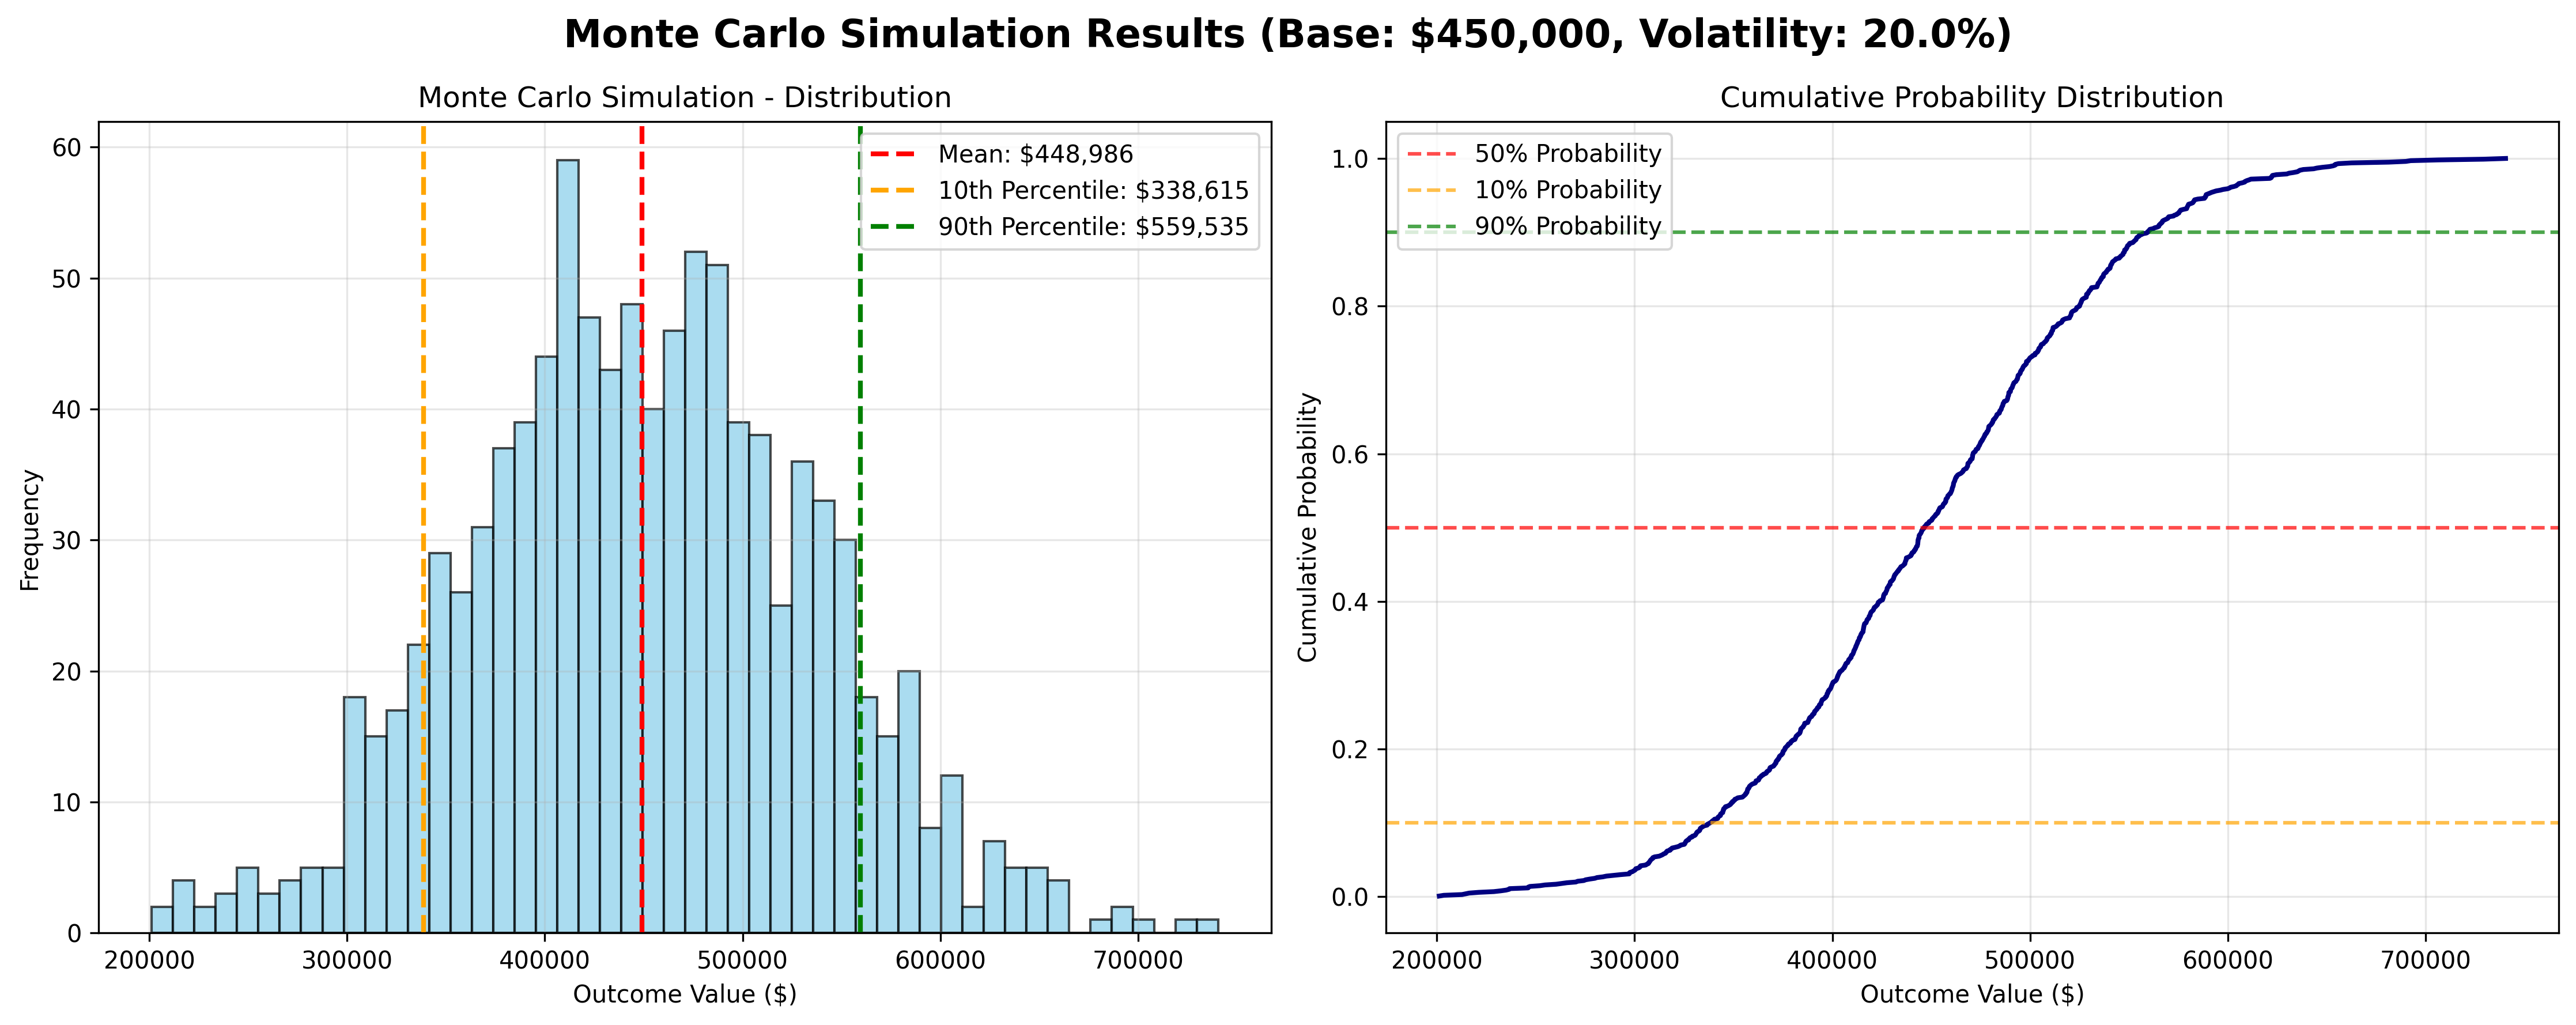 Monte Carlo Simulation Results (Base: $450,000, Volatility: 20.0%)
Monte Carlo Simulation - Distribution
Mean: $448,986
10th Percentile: $338,615
90th Percentile: $559,535
60
50
40
30
20
10
0
Frequency
200000 300000 400000 500000 600000 700000
Outcome Value ($)
Cumulative Probability Distribution
50% Probability
10% Probability
90% Probability
1.0
0.8
0.6
0.4
0.2
0.0
Cumulative Probability
200000 300000 400000 500000 600000 700000
Outcome Value ($)